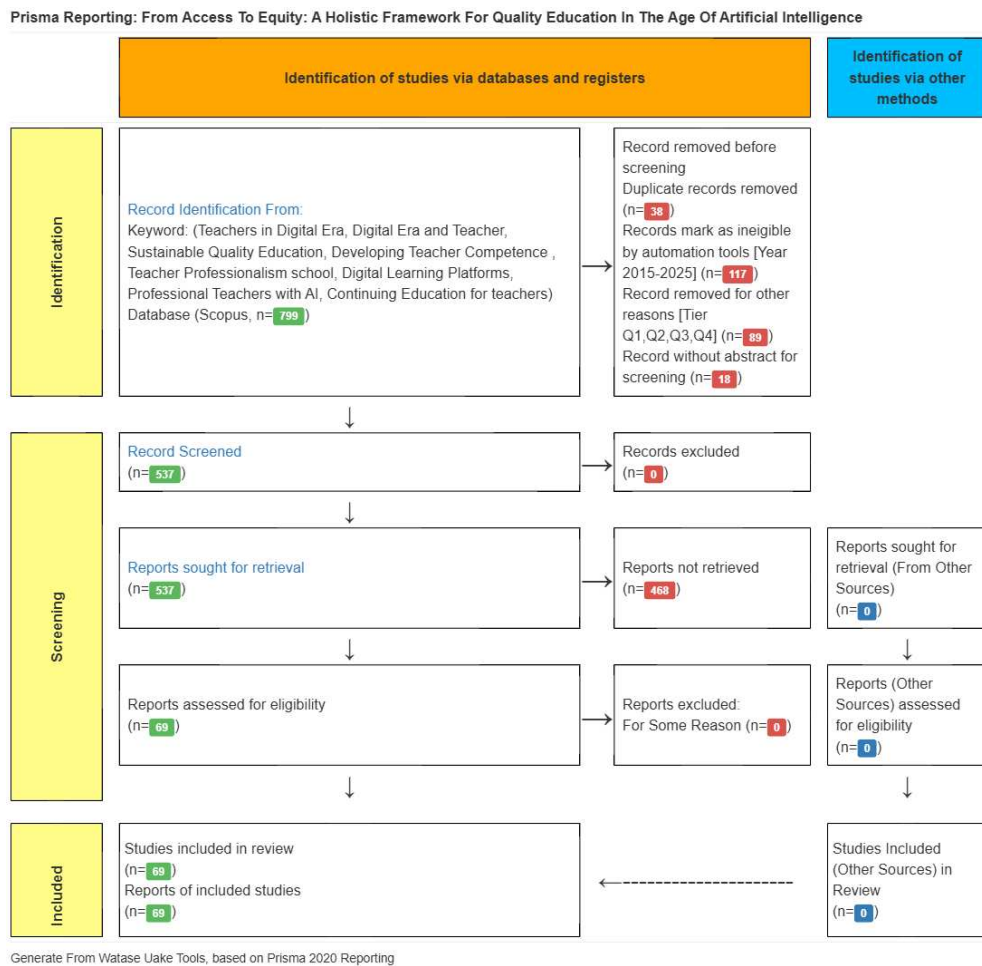 Prisma Reporting: From Access To Equity: A Holistic Framework For Quality Education In The Age Of Artificial Intelligence
Identification of studies via databases and registers
Identification of
studies via other
methods
Identification
Record Identification From:
Keyword: (Teachers in Digital Era, Digital Era and Teacher,
Sustainable Quality Education, Developing Teacher Competence ,
Teacher Professionalism school, Digital Learning Platforms,
Professional Teachers with AI, Continuing Education for teachers)
Database (Scopus, n= 799)
Record removed before
screening
Duplicate records removed
(n= 38)
Records mark as ineigible
by automation tools [Year
2015-2025] (n= 117)
Record removed for other
reasons [Tier
Q1,Q2,Q3,Q4] (n= 89)
Record without abstract for
screening (n= 18)
Screening
Record Screened
(n= 537)
Records excluded
(n= 0)
Reports sought for retrieval
(n= 537)
Reports not retrieved
(n= 468)
Reports sought for
retrieval (From Other
Sources)
(n= 0)
Reports assessed for eligibility
(n= 69)
Reports excluded:
For Some Reason (n= 0)
Reports (Other
Sources) assessed
for eligibility
(n= 0)
Included
Studies included in review
(n= 69)
Reports of included studies
(n= 69)
Studies Included
(Other Sources) in
Review
(n= 0)
Generate From Watase Uake Tools, based on Prisma 2020 Reporting